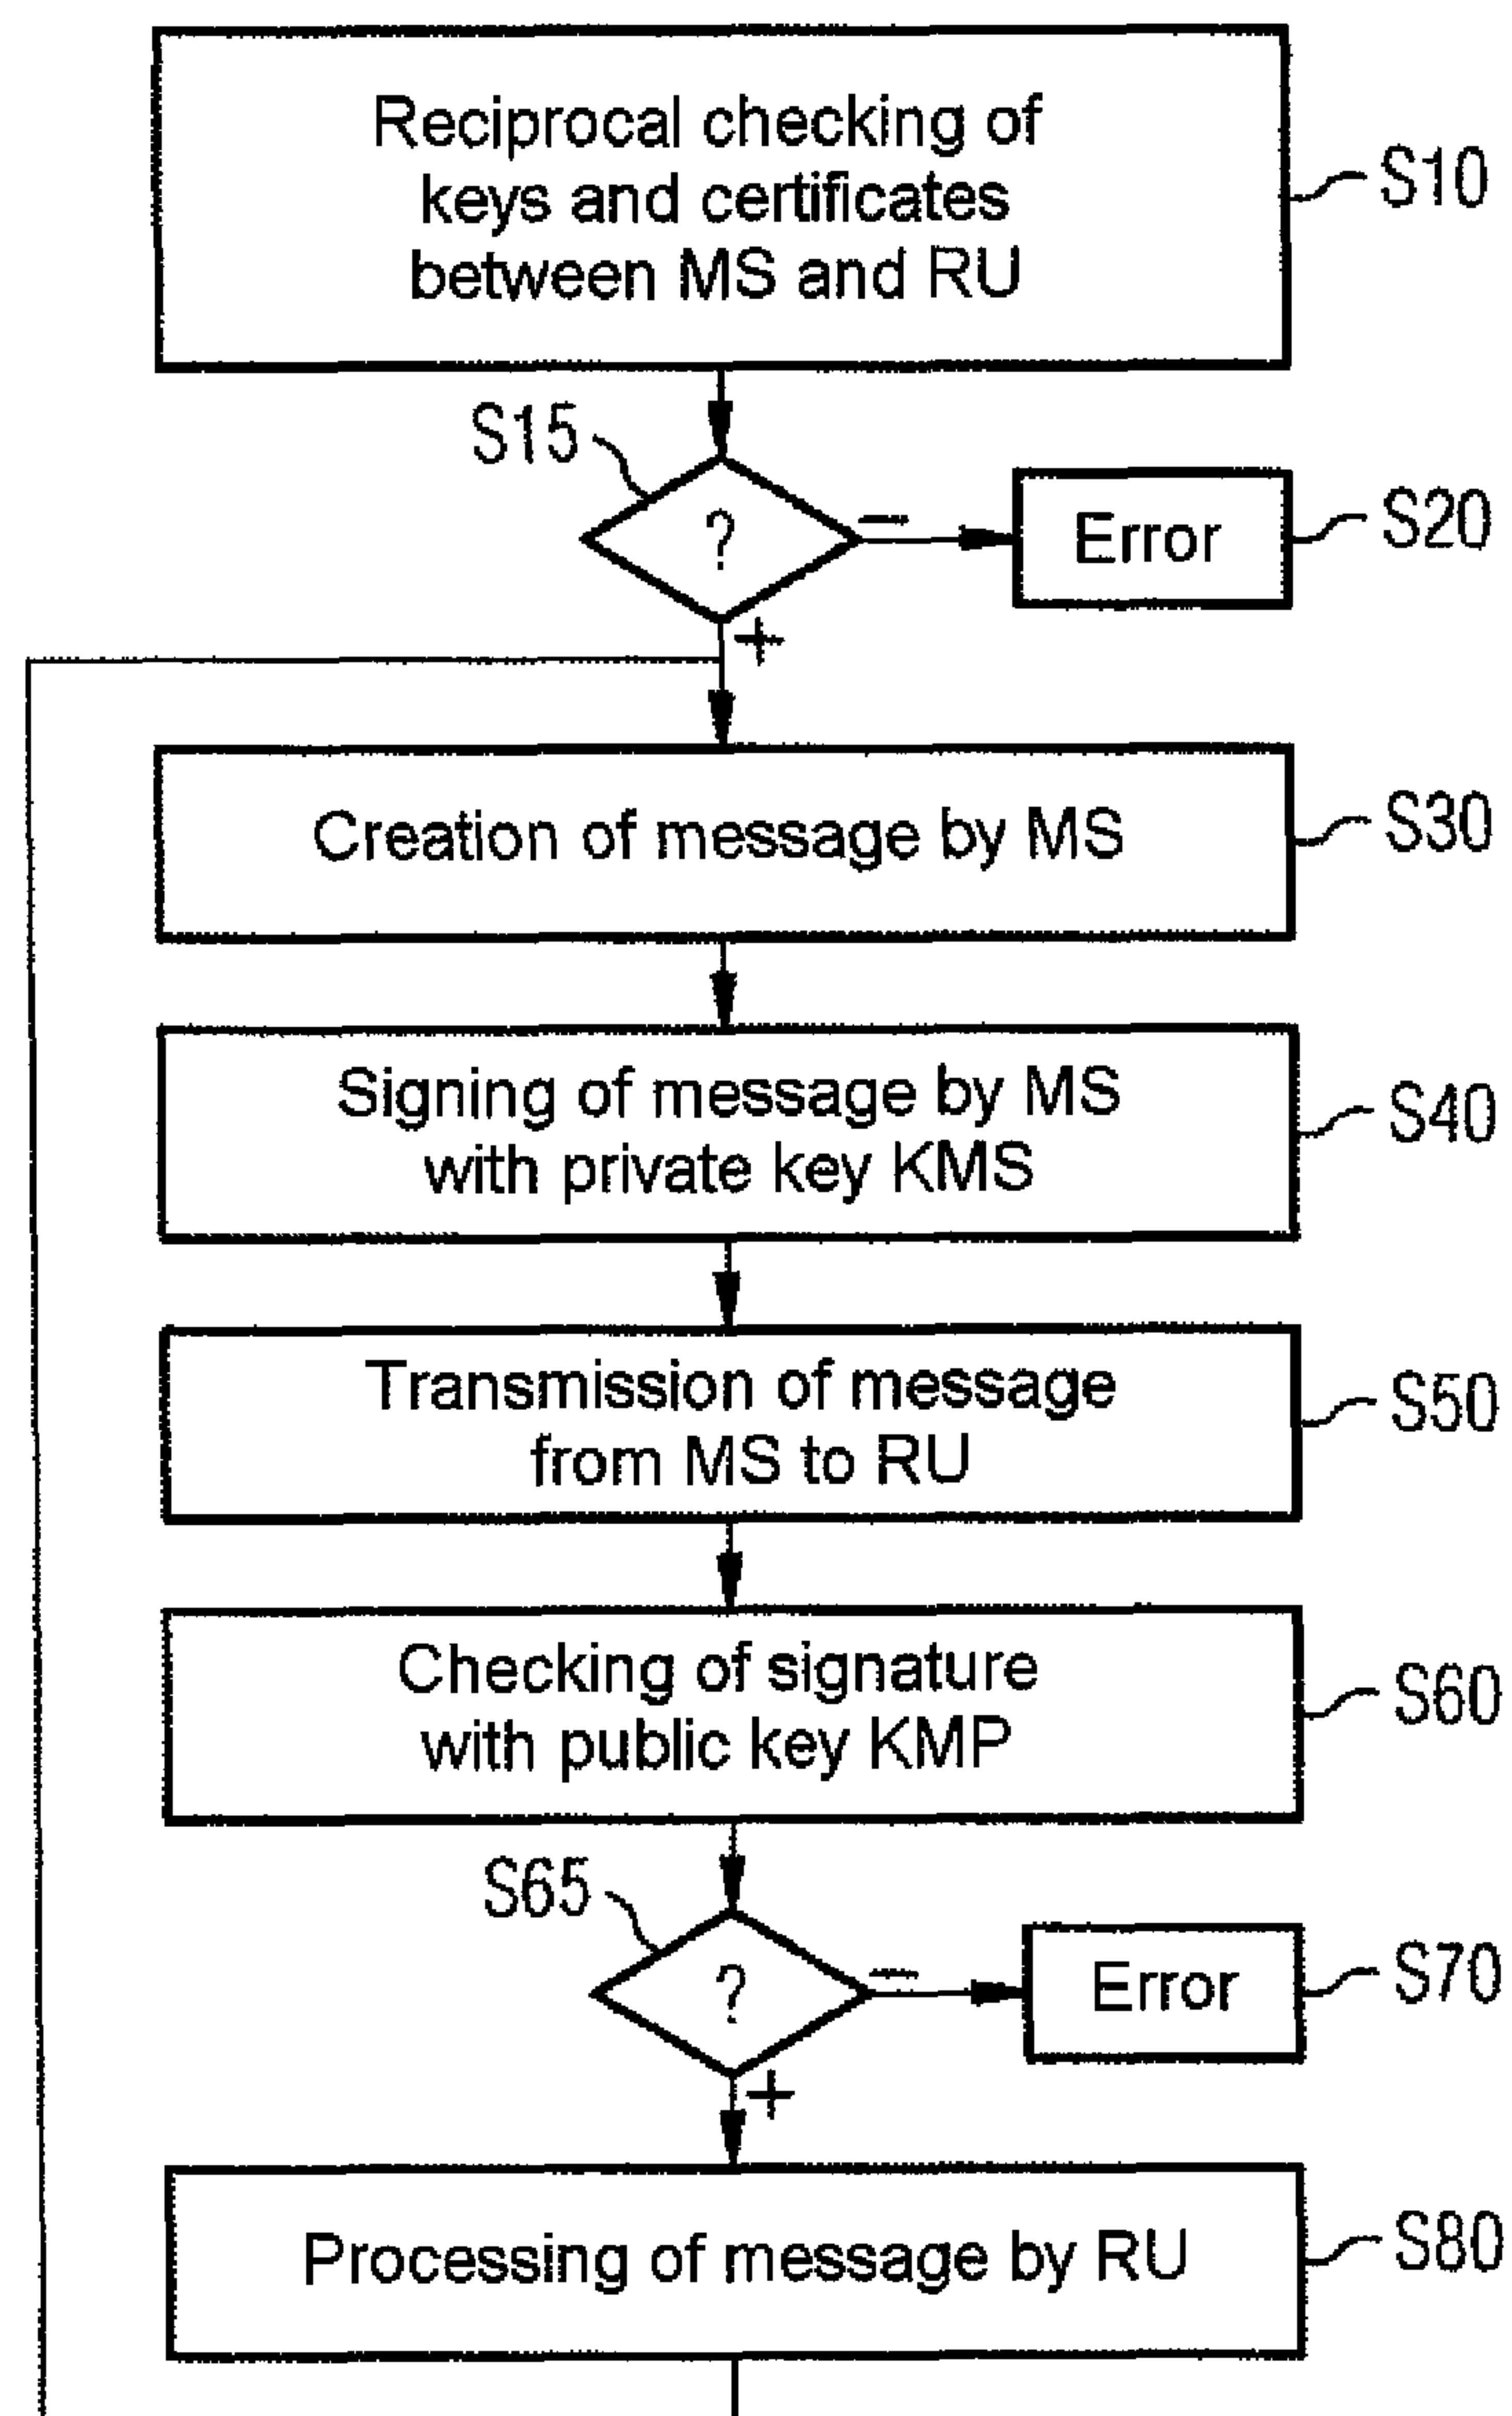 Reciprocal checking of
keys and certificates
between MS and RU
S10
S15
?
–
Error
S20
+
Creation of message by MS
S30
Signing of message by MS
with private key KMS
S40
Transmission of message
from MS to RU
S50
Checking of signature
with public key KMP
S60
S65
?
–
Error
S70
+
Processing of message by RU
S80